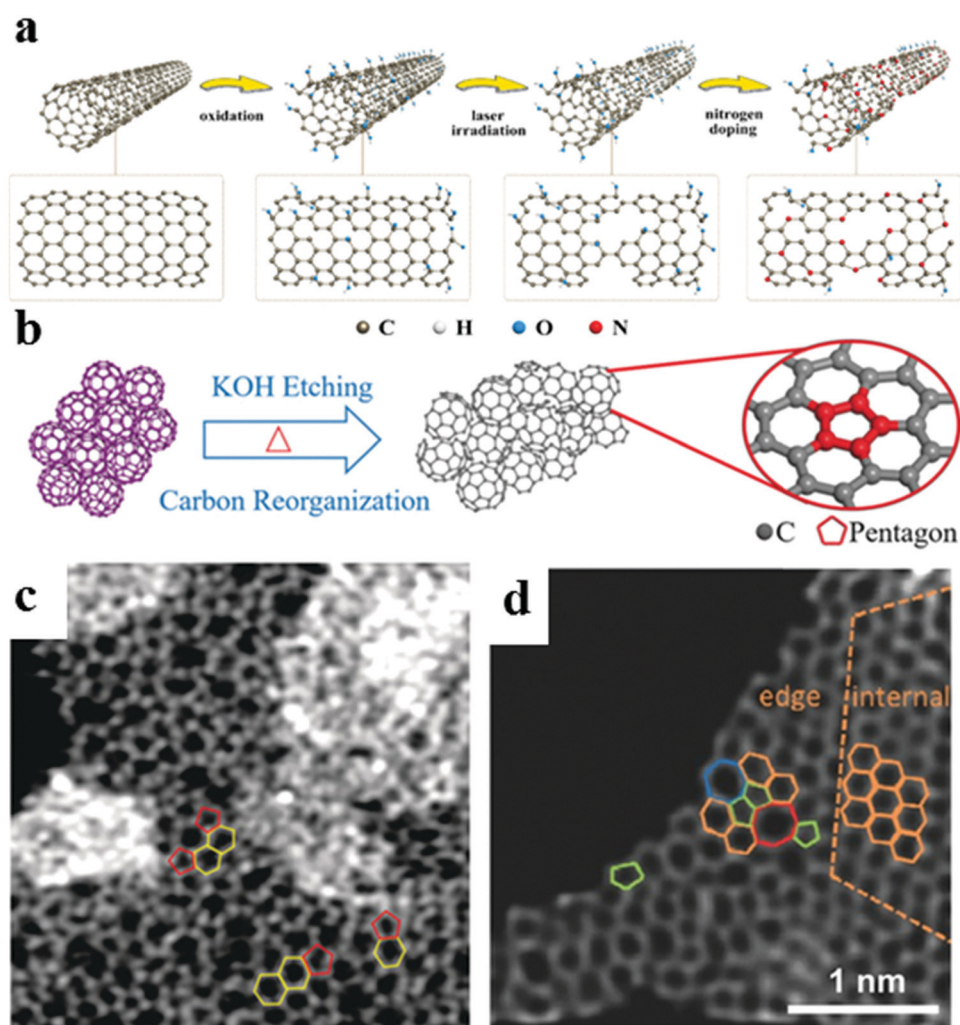 a
oxidation
laser
irradiation
nitrogen
doping
C H O N
b
KOH Etching
Carbon Reorganization
C Pentagon
c
d
edge internal
1 nm